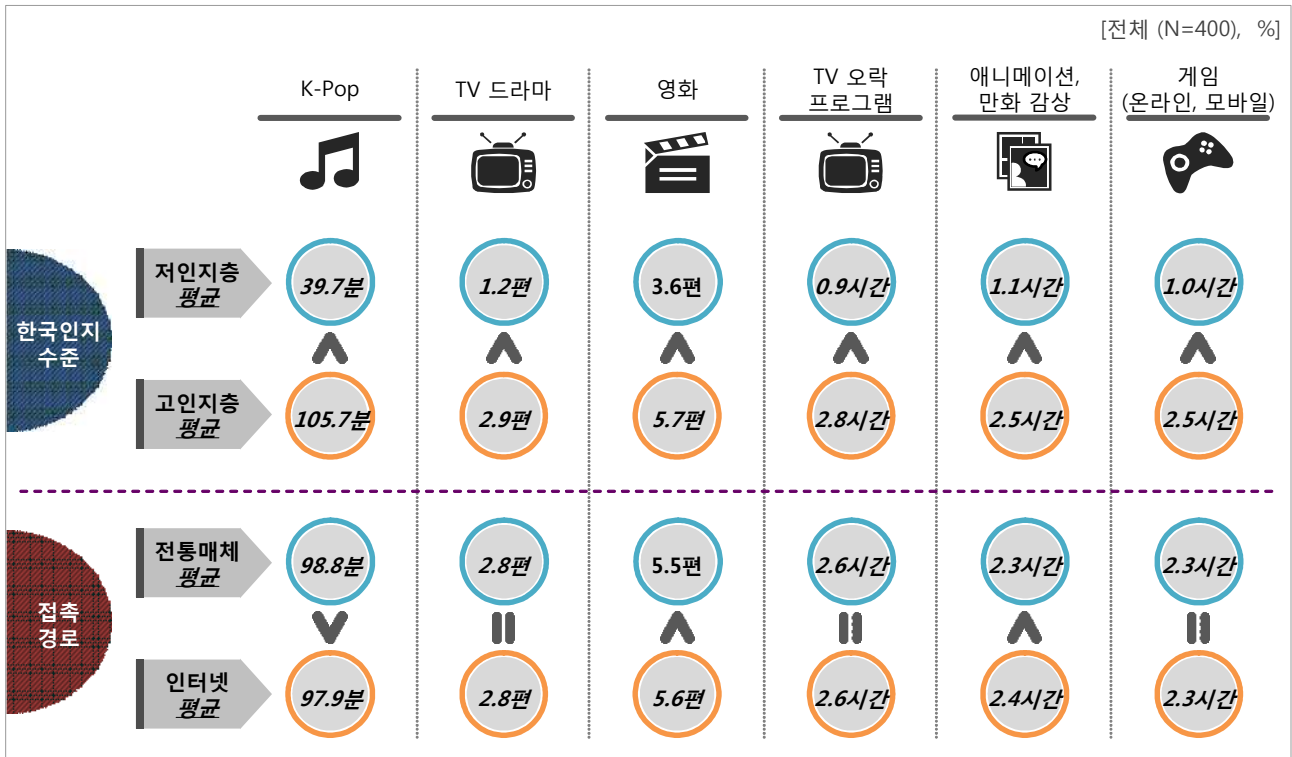 [전체 (N=400), %]
K-Pop
TV 드라마
영화
TV 오락
프로그램
애니메이션,
만화 감상
게임
(온라인, 모바일)
한국인지
수준
저인지층
평균
39.7분
1.2편
3.6편
0.9시간
1.1시간
1.0시간
고인지층
평균
105.7분
2.9편
5.7편
2.8시간
2.5시간
2.5시간
접촉
경로
전통매체
평균
98.8분
2.8편
5.5편
2.6시간
2.3시간
2.3시간
인터넷
평균
97.9분
2.8편
5.6편
2.6시간
2.4시간
2.3시간